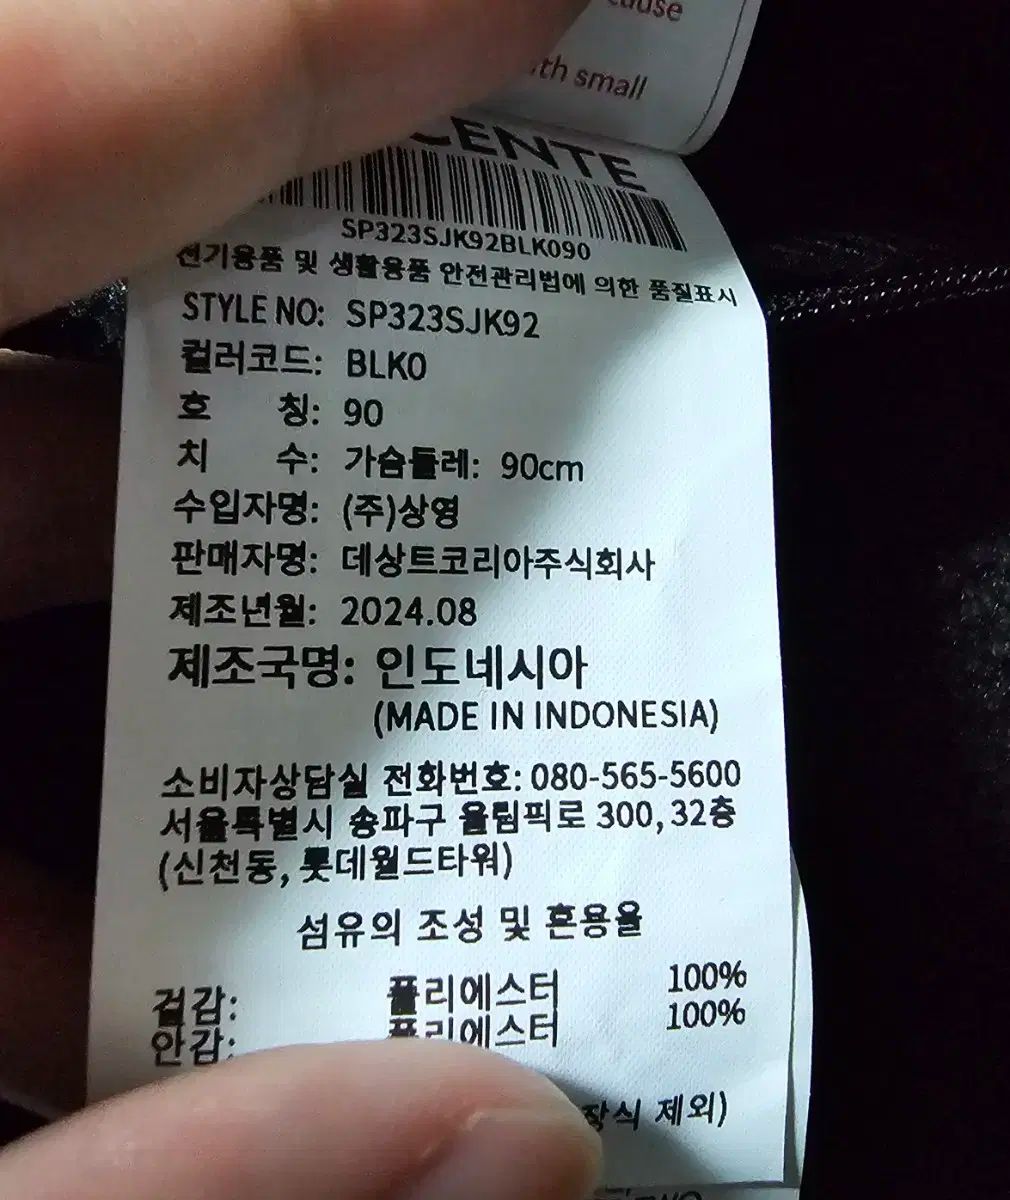 small
SP323SJK92BLK090
전기용품 및 생활용품 안전관리법에 의한 품질표시
STYLE NO: SP323SJK92
컬러코드: BLK0
호 칭: 90
치 수: 가슴둘레: 90cm
수입자명: (주)상영
판매자명: 데상트코리아주식회사
제조년월: 2024.08
제조국명: 인도네시아
(MADE IN INDONESIA)
소비자상담실 전화번호: 080-565-5600
서울특별시 송파구 올림픽로 300, 32층
(신천동, 롯데월드타워)
섬유의 조성 및 혼용율
겉감: 폴리에스터 100%
안감: 폴리에스터 100%
장식 제외)